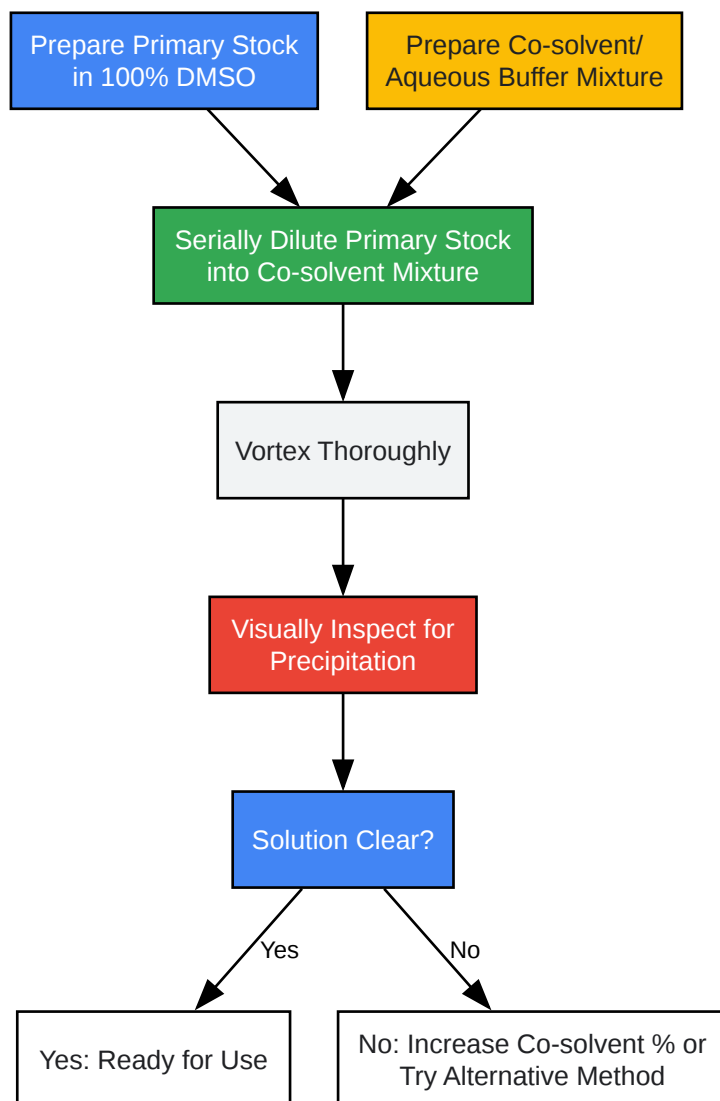 Prepare Primary Stock
in 100% DMSO
Prepare Co-solvent/
Aqueous Buffer Mixture
Serially Dilute Primary Stock
into Co-solvent Mixture
Vortex Thoroughly
Visually Inspect for
Precipitation
Solution Clear?
Yes
No
Yes: Ready for Use
No: Increase Co-solvent % or
Try Alternative Method